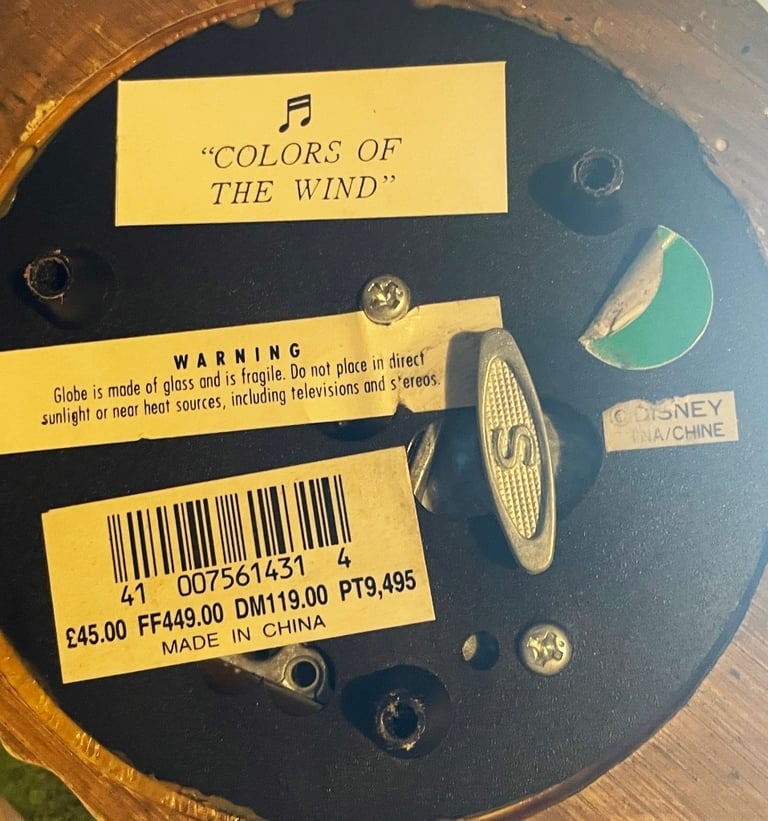 “COLORS OF
THE WIND”
WARNING
Globe is made of glass and is fragile. Do not place in direct
sunlight or near heat sources, including televisions and stereos.
© DISNEY
INA/CHINE
41 007561431 4
£45.00 FF449.00 DM119.00 PT9,495
MADE IN CHINA
S